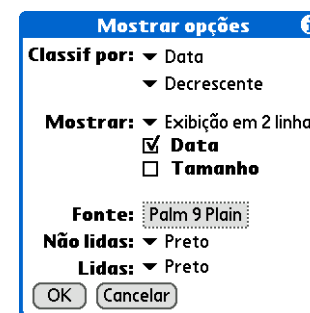 Mostrar opções
Classif por: Data
Decrescente
Mostrar: Exibição em 2 linha
Data
Tamanho
Fonte: Palm 9 Plain
Não lidas: Preto
Lidas: Preto
OK Cancelar